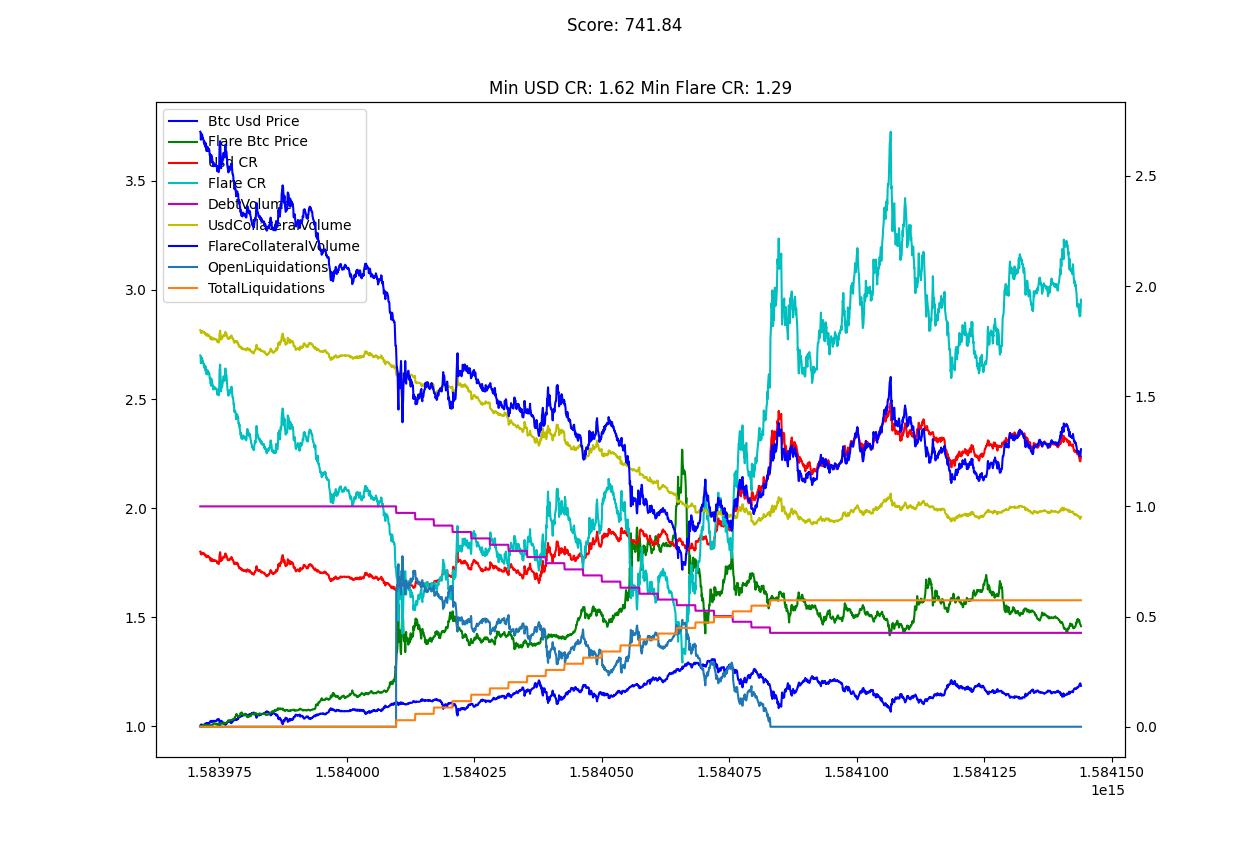 Score: 741.84
Min USD CR: 1.62 Min Flare CR: 1.29
Btc Usd Price
Flare Btc Price
Usd CR
Flare CR
DebtVolume
UsdCollateralVolume
FlareCollateralVolume
OpenLiquidations
TotalLiquidations
3.5
3.0
2.5
2.0
1.5
1.0
2.5
2.0
1.5
1.0
0.5
0.0
1.583975
1.584000
1.584025
1.584050
1.584075
1.584100
1.584125
1.584150
1e15